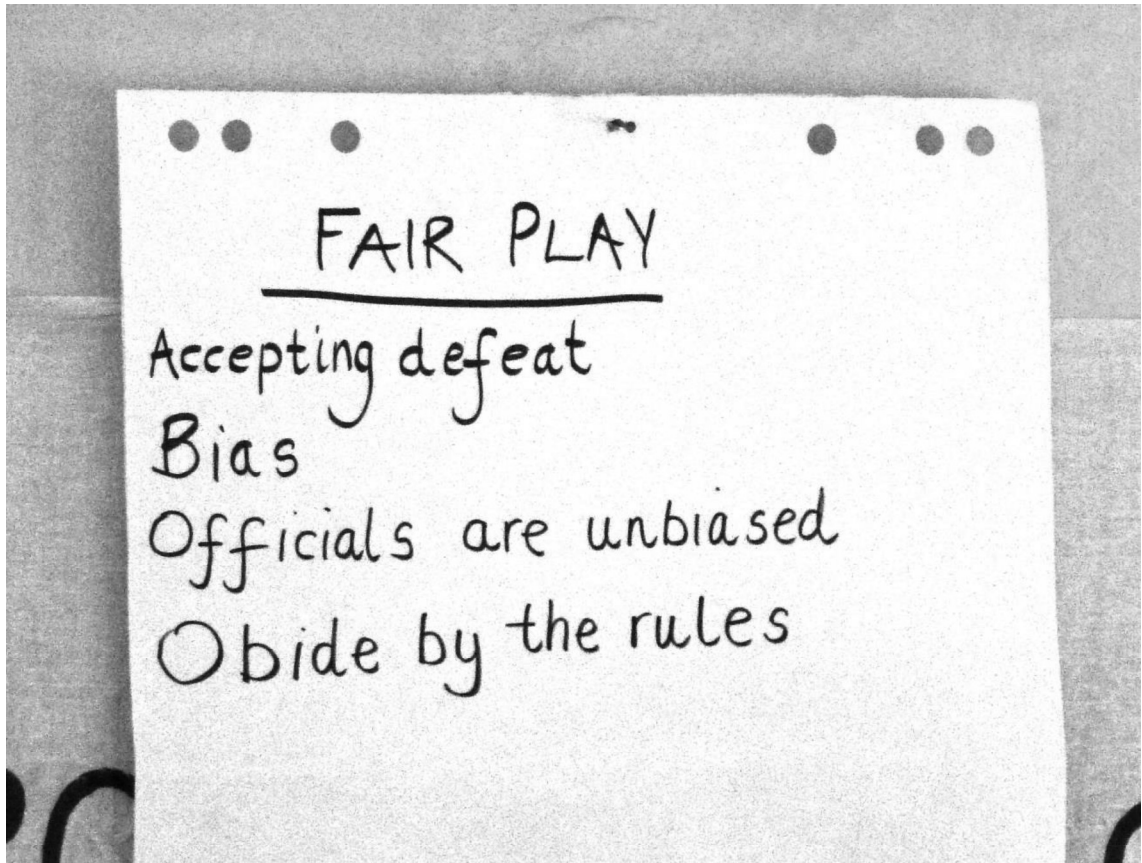 FAIR PLAY
Accepting defeat
Bias
Officials are unbiased
Obide by the rules